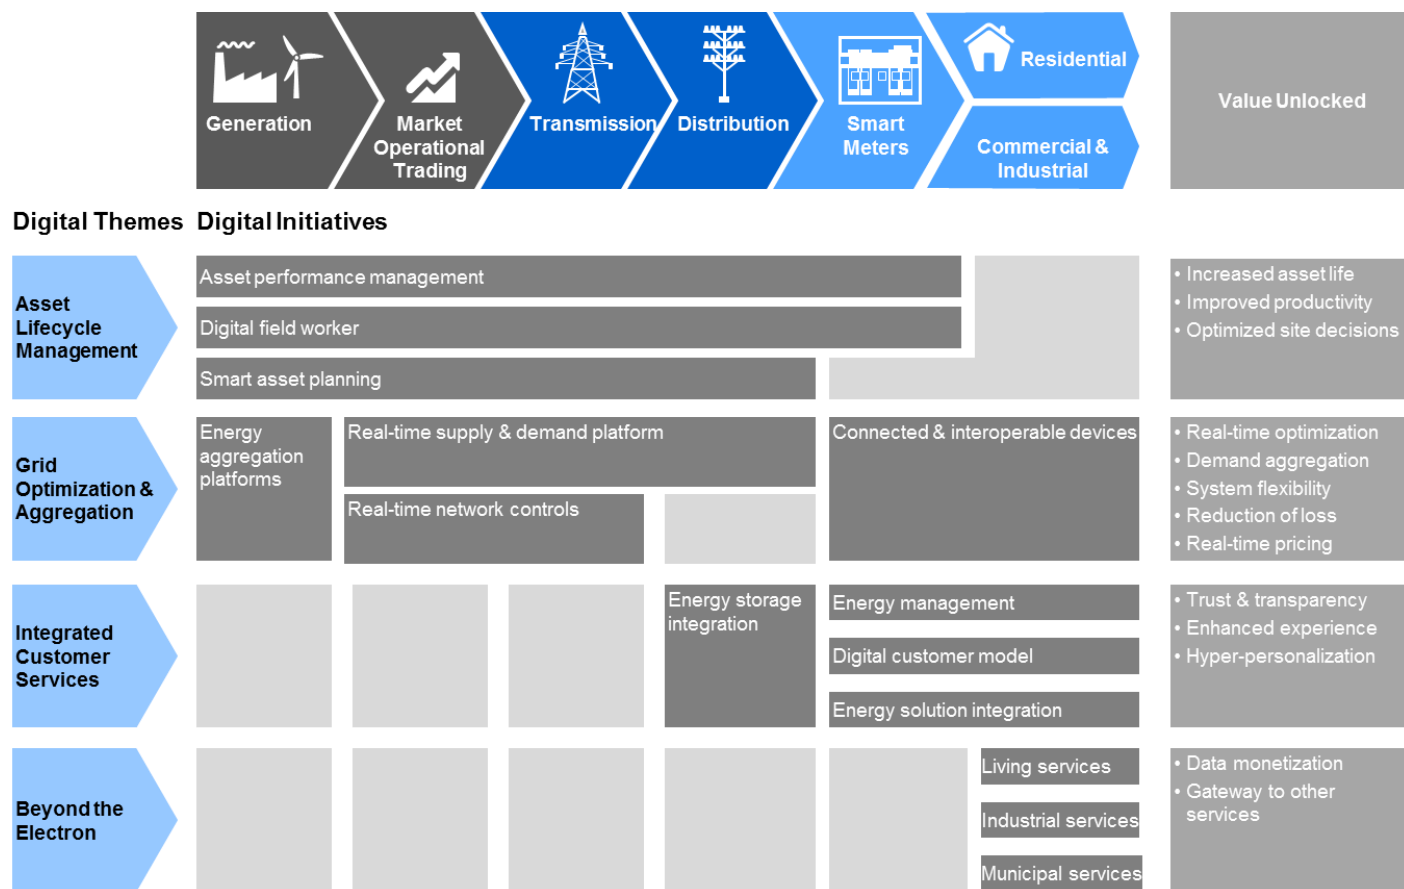 Generation
Market
Operational
Trading
Transmission
Distribution
Smart
Meters
Residential
Commercial &
Industrial
Value Unlocked
Digital Themes
Digital Initiatives
Asset
Lifecycle
Management
Asset performance management
Digital field worker
Smart asset planning
• Increased asset life
• Improved productivity
• Optimized site decisions
Grid
Optimization &
Aggregation
Energy
aggregation
platforms
Real-time supply & demand platform
Real-time network controls
Connected & interoperable devices
• Real-time optimization
• Demand aggregation
• System flexibility
• Reduction of loss
• Real-time pricing
Integrated
Customer
Services
Energy storage
integration
Energy management
Digital customer model
Energy solution integration
• Trust & transparency
• Enhanced experience
• Hyper-personalization
Beyond the
Electron
Living services
Industrial services
Municipal services
• Data monetization
• Gateway to other
services